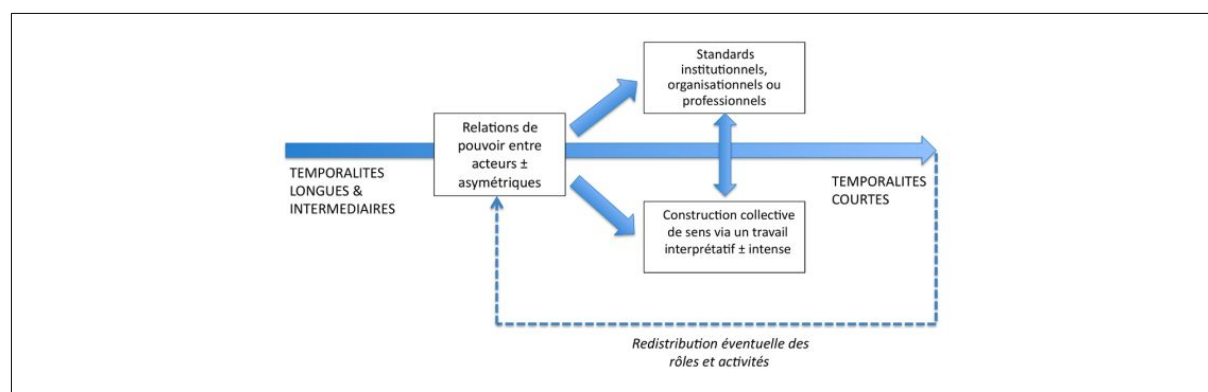 Standards
institutionnels,
organisationnels ou
professionnels
Relations de
pouvoir entre
acteurs ±
asymétriques
TEMPORALITES
LONGUES &
INTERMEDIAIRES
TEMPORALITES
COURTES
Construction collective
de sens via un travail
interprétatif ± intense
Redistribution éventuelle des
rôles et activités